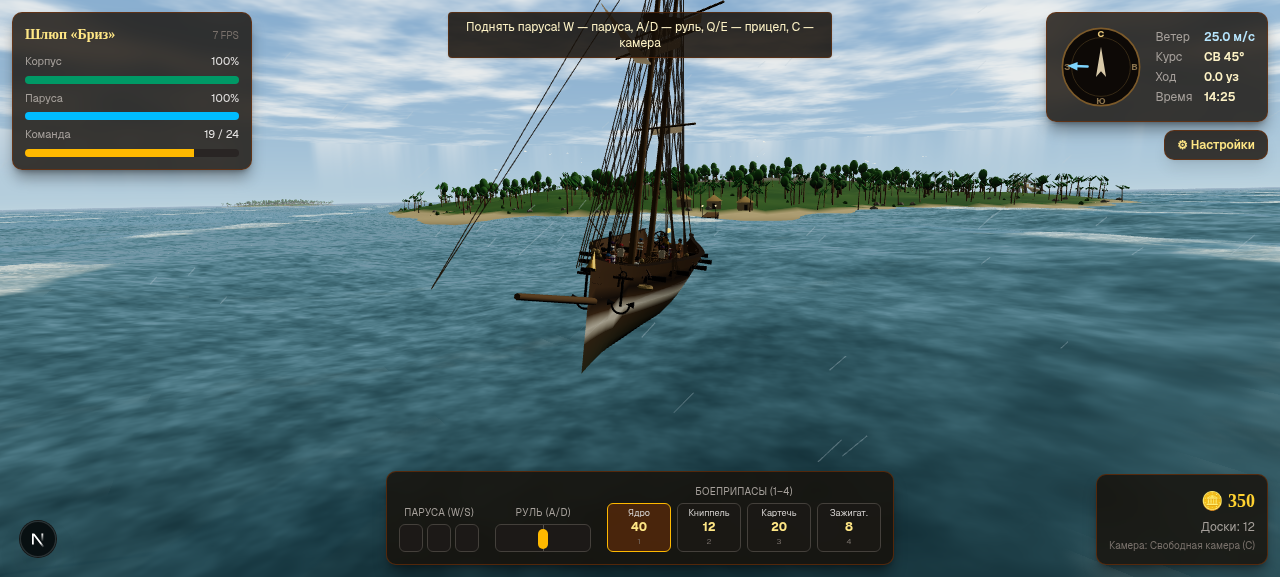 Шлюп «Бриз»
7 FPS
Корпус
100%
Паруса
100%
Команда
19 / 24
Поднять паруса! W — паруса, A/D — руль, Q/E — прицел, C —
камера
С
З
В
Ю
Ветер
25.0 м/с
Курс
СВ 45°
Ход
0.0 уз
Время
14:25
⚙ Настройки
БОЕПРИПАСЫ (1–4)
ПАРУСА (W/S)
РУЛЬ (A/D)
Ядро
40
1
Книппель
12
2
Картечь
20
3
Зажигат.
8
4
350
Доски: 12
Камера: Свободная камера (C)
N